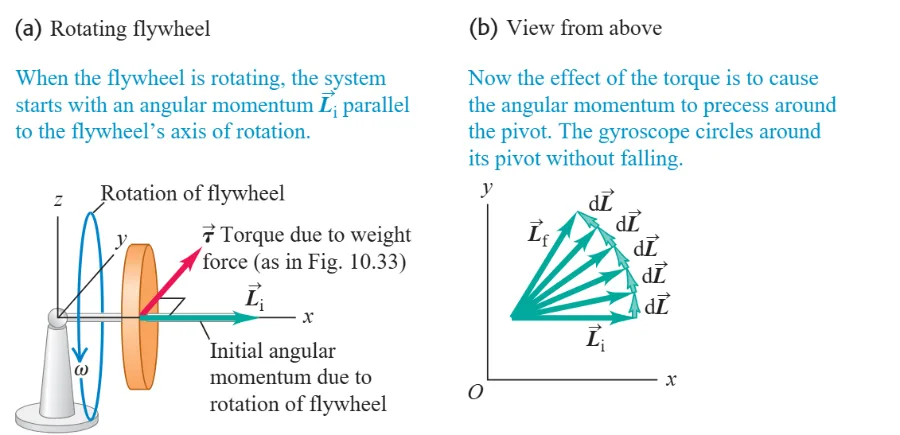 (a) Rotating flywheel
When the flywheel is rotating, the system
starts with an angular momentum L⃗i parallel
to the flywheel’s axis of rotation.
z
Rotation of flywheel
y
τ⃗ Torque due to weight
force (as in Fig. 10.33)
L⃗i
x
ω
Initial angular
momentum due to
rotation of flywheel
(b) View from above
Now the effect of the torque is to cause
the angular momentum to precess around
the pivot. The gyroscope circles around
its pivot without falling.
y
dL⃗
dL⃗
L⃗f
dL⃗
dL⃗
dL⃗
L⃗i
x
O